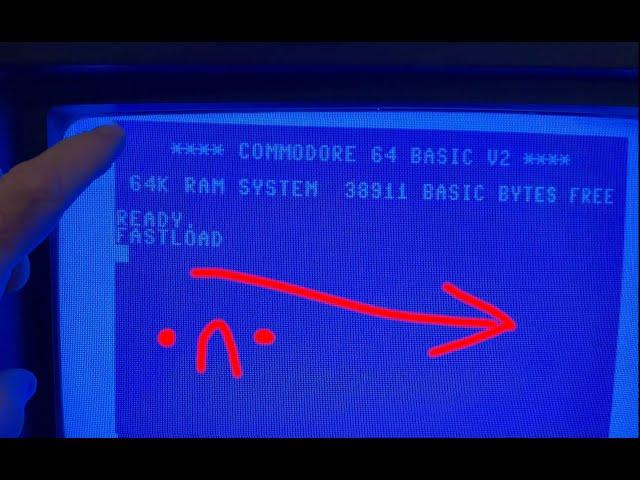 **** COMMODORE 64 BASIC V2 ****
64K RAM SYSTEM  38911 BASIC BYTES FREE
READY.
FASTLOAD